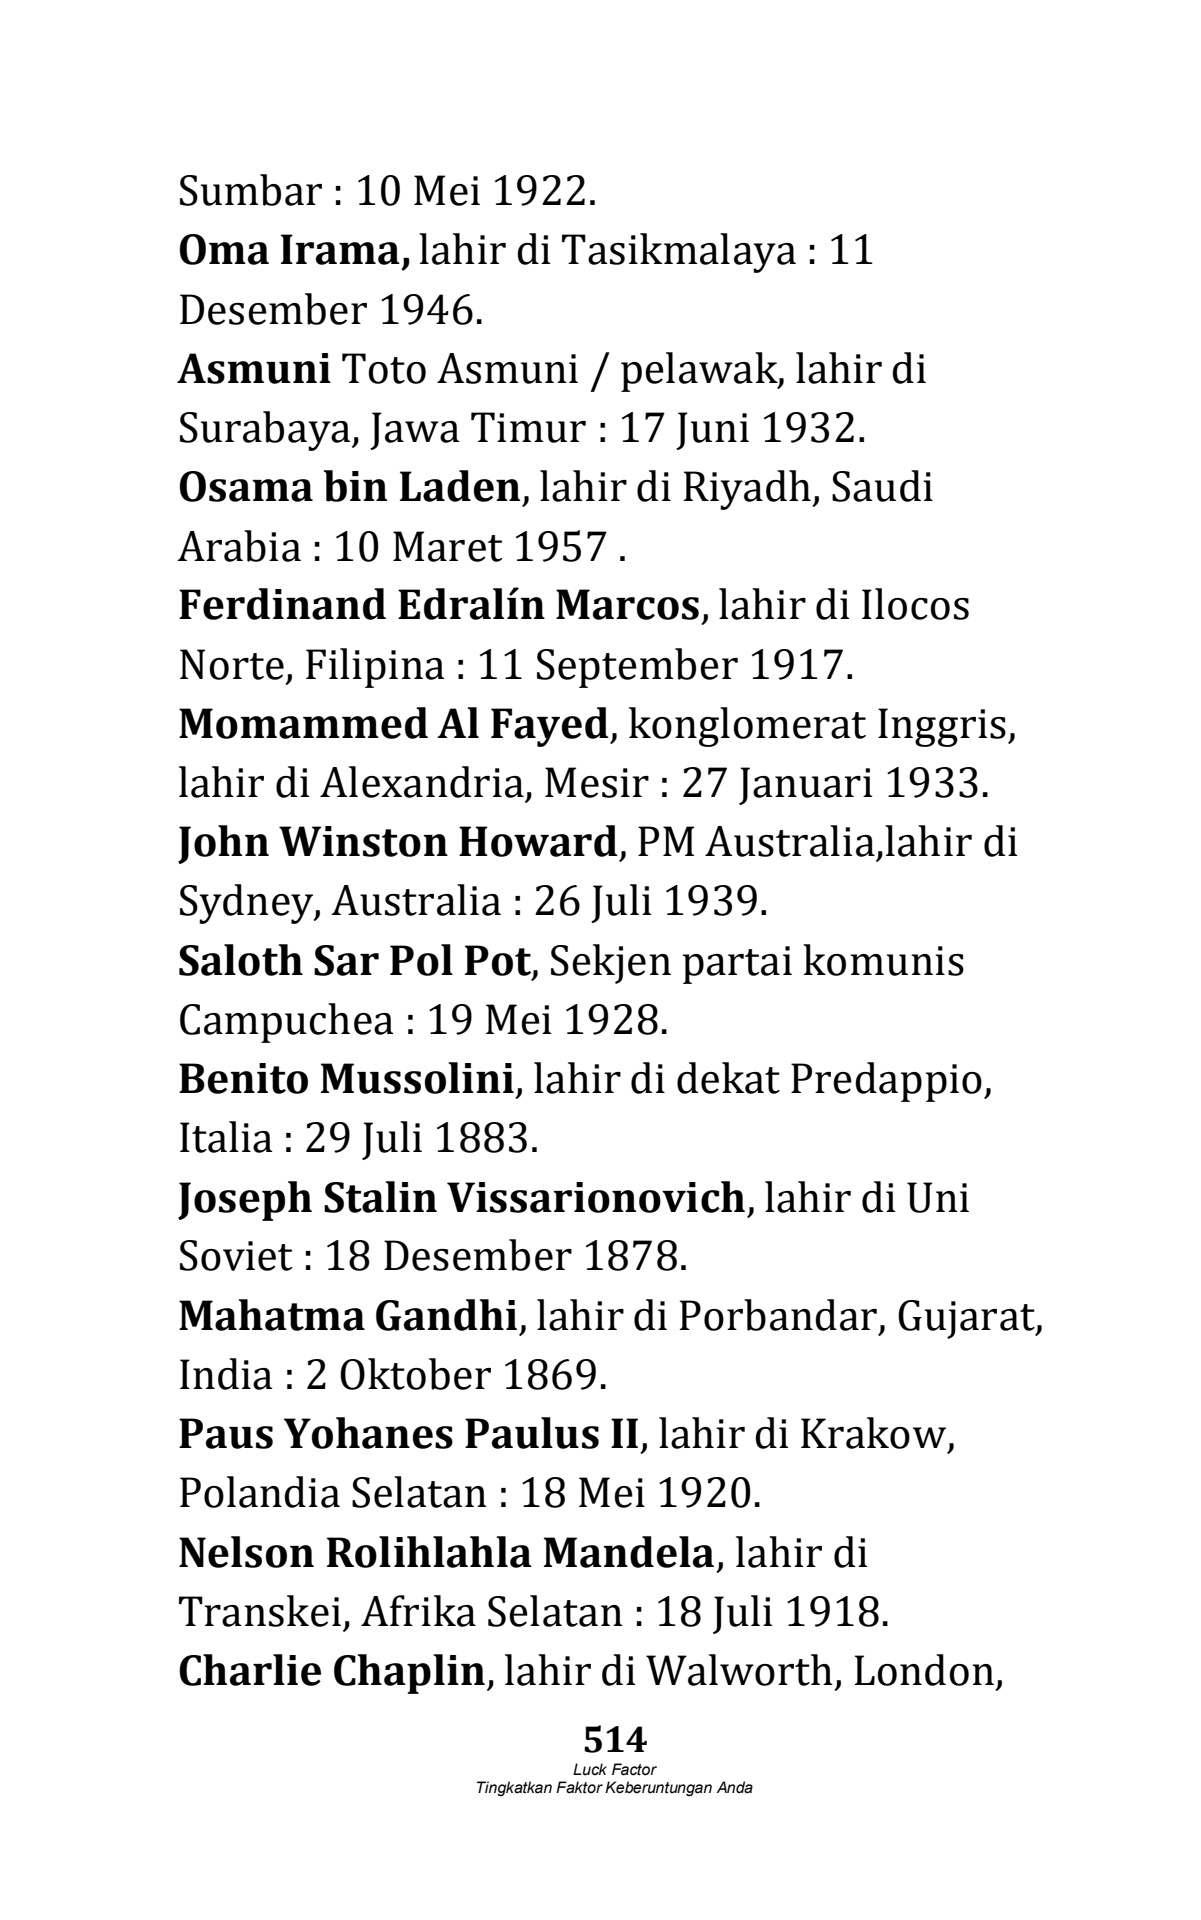 Sumbar : 10 Mei 1922.
Oma Irama, lahir di Tasikmalaya : 11
Desember 1946.
Asmuni Toto Asmuni / pelawak, lahir di
Surabaya, Jawa Timur : 17 Juni 1932.
Osama bin Laden, lahir di Riyadh, Saudi
Arabia : 10 Maret 1957 .
Ferdinand Edralín Marcos, lahir di Ilocos
Norte, Filipina : 11 September 1917.
Momammed Al Fayed, konglomerat Inggris,
lahir di Alexandria, Mesir : 27 Januari 1933.
John Winston Howard, PM Australia,lahir di
Sydney, Australia : 26 Juli 1939.
Saloth Sar Pol Pot, Sekjen partai komunis
Campuchea : 19 Mei 1928.
Benito Mussolini, lahir di dekat Predappio,
Italia : 29 Juli 1883.
Joseph Stalin Vissarionovich, lahir di Uni
Soviet : 18 Desember 1878.
Mahatma Gandhi, lahir di Porbandar, Gujarat,
India : 2 Oktober 1869.
Paus Yohanes Paulus II, lahir di Krakow,
Polandia Selatan : 18 Mei 1920.
Nelson Rolihlahla Mandela, lahir di
Transkei, Afrika Selatan : 18 Juli 1918.
Charlie Chaplin, lahir di Walworth, London,
514
Luck Factor
Tingkatkan Faktor Keberuntungan Anda